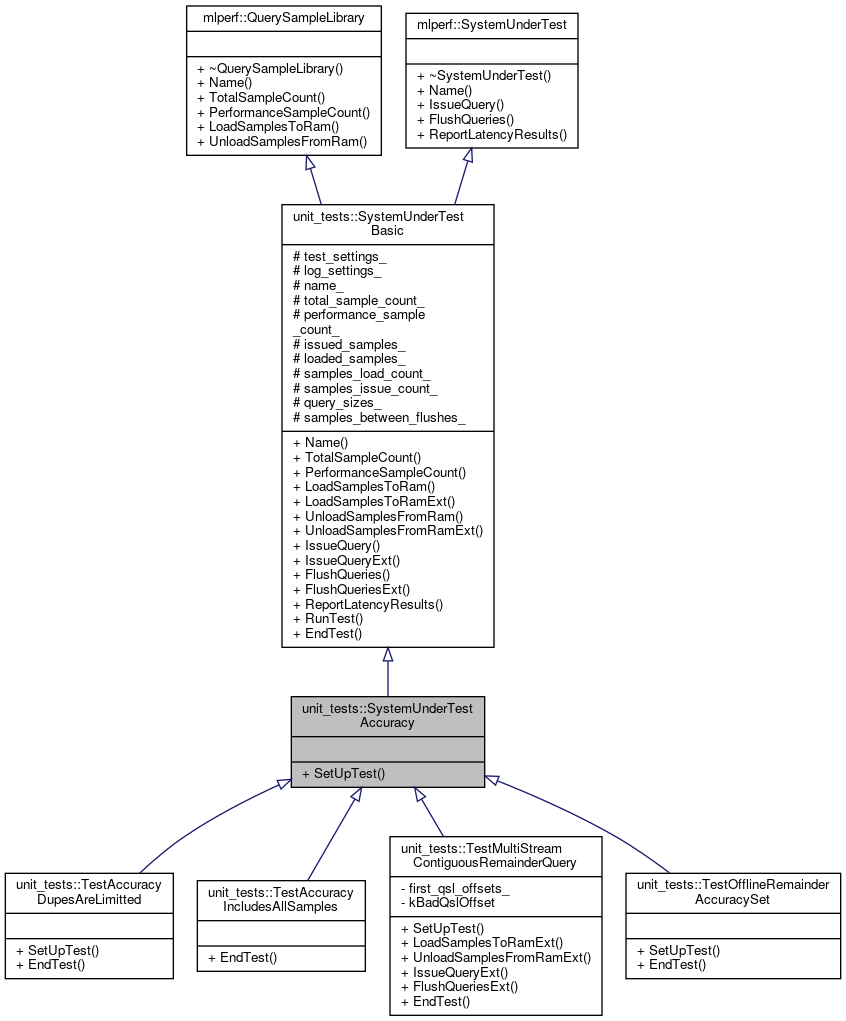 mlperf::QuerySampleLibrary
+ ~QuerySampleLibrary()
+ Name()
+ TotalSampleCount()
+ PerformanceSampleCount()
+ LoadSamplesToRam()
+ UnloadSamplesFromRam()
mlperf::SystemUnderTest
+ ~SystemUnderTest()
+ Name()
+ IssueQuery()
+ FlushQueries()
+ ReportLatencyResults()
unit_tests::SystemUnderTest
Basic
# test_settings_
# log_settings_
# name_
# total_sample_count_
# performance_sample
_count_
# issued_samples_
# loaded_samples_
# samples_load_count_
# samples_issue_count_
# query_sizes_
# samples_between_flushes_
+ Name()
+ TotalSampleCount()
+ PerformanceSampleCount()
+ LoadSamplesToRam()
+ LoadSamplesToRamExt()
+ UnloadSamplesFromRam()
+ UnloadSamplesFromRamExt()
+ IssueQuery()
+ IssueQueryExt()
+ FlushQueries()
+ FlushQueriesExt()
+ ReportLatencyResults()
+ RunTest()
+ EndTest()
unit_tests::SystemUnderTest
Accuracy
+ SetUpTest()
unit_tests::TestAccuracy
DupesAreLimitted
+ SetUpTest()
+ EndTest()
unit_tests::TestAccuracy
IncludesAllSamples
+ EndTest()
unit_tests::TestMultiStream
ContiguousRemainderQuery
- first_qsl_offsets_
- kBadQslOffset
+ SetUpTest()
+ LoadSamplesToRamExt()
+ UnloadSamplesFromRamExt()
+ IssueQueryExt()
+ FlushQueriesExt()
+ EndTest()
unit_tests::TestOfflineRemainder
AccuracySet
+ SetUpTest()
+ EndTest()